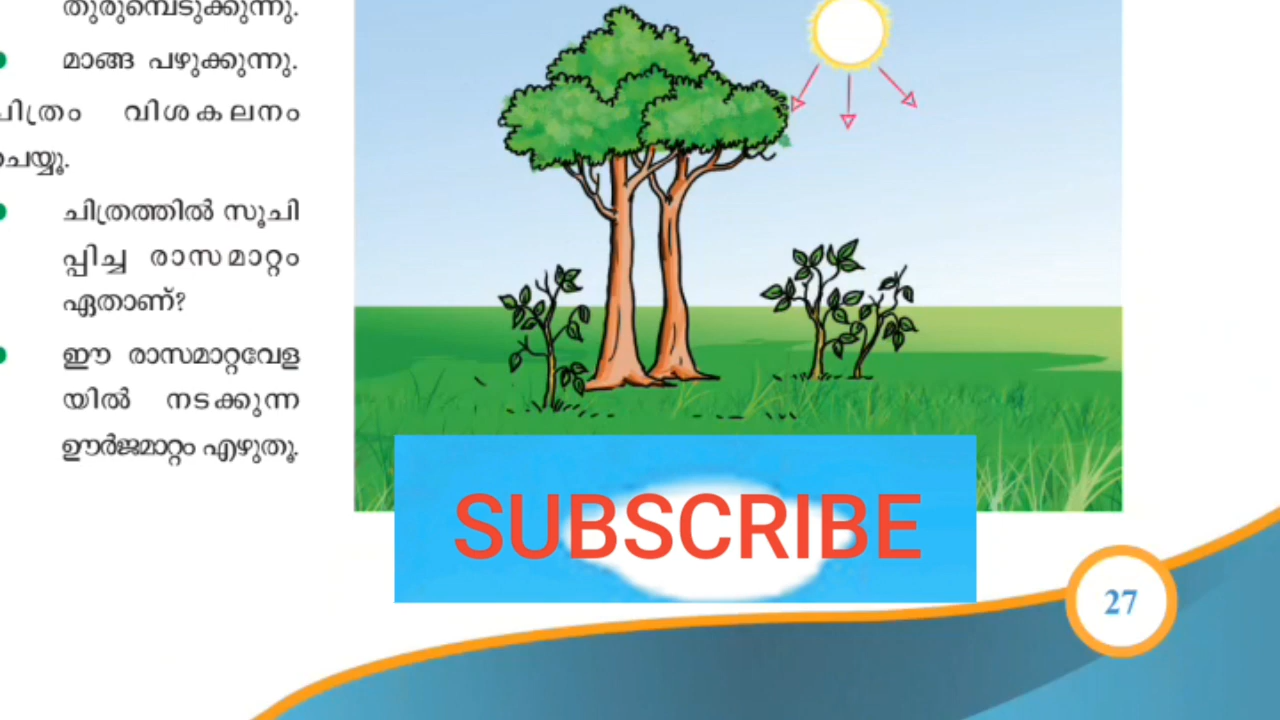 തുരുമ്പെടുക്കുന്നു.
മാങ്ങ പഴുക്കുന്നു.
ചിത്രം വിശകലനം
ചെയ്യൂ.
ചിത്രത്തിൽ സൂചി
പ്പിച്ച രാസമാറ്റം
ഏതാണ്?
ഈ രാസമാറ്റവേള
യിൽ നടക്കുന്ന
ഊർജമാറ്റം എഴുതൂ.
SUBSCRIBE
27